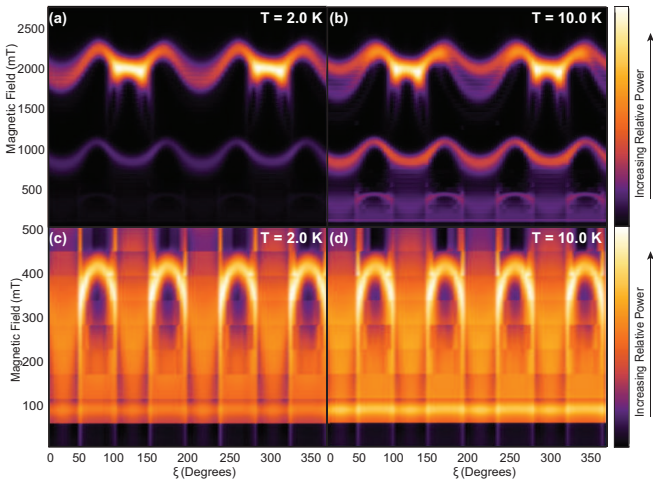 (a) T = 2.0 K
(b) T = 10.0 K
Magnetic Field (mT)
2500
2000
1500
1000
500
Increasing Relative Power
(c) T = 2.0 K
(d) T = 10.0 K
Magnetic Field (mT)
500
400
300
200
100
Increasing Relative Power
0 50 100 150 200 250 300 350
0 50 100 150 200 250 300 350
ξ (Degrees)
ξ (Degrees)